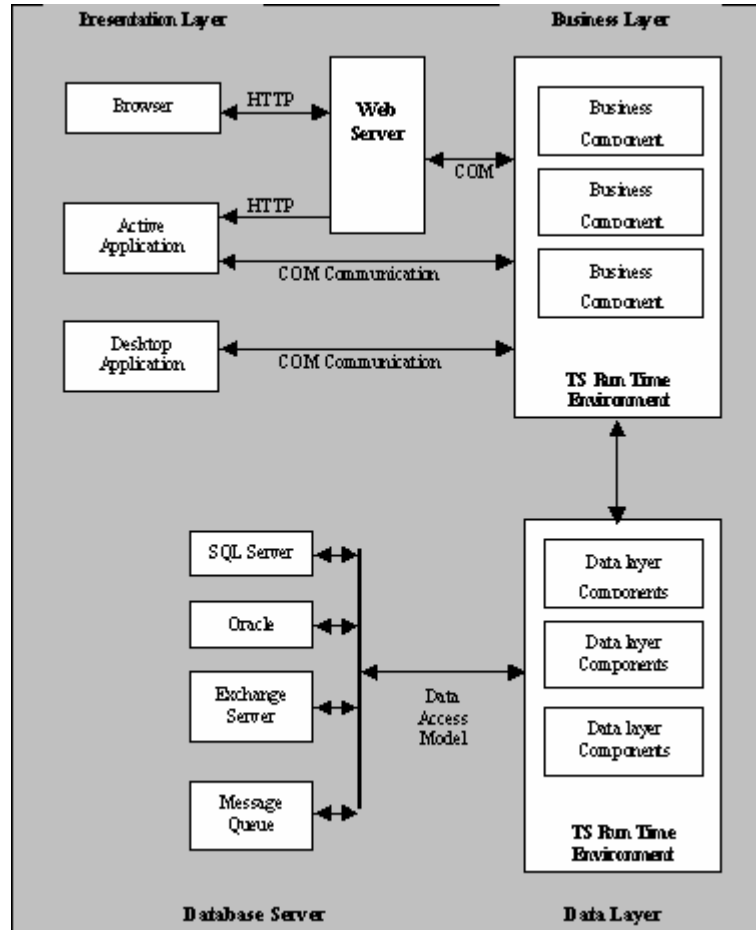 Presentation Layer
Business Layer
Browser
HTTP
Web
Server
COM
Business
Component
Business
Component
Business
Component
Active
Application
HTTP
COM Communication
Desktop
Application
COM Communication
TS Run Time
Environment
SQL Server
Oracle
Exchange
Server
Message
Queue
Data
Access
Model
Data layer
Components
Data layer
Components
Data layer
Components
TS Run Time
Environment
Database Server
Data Layer